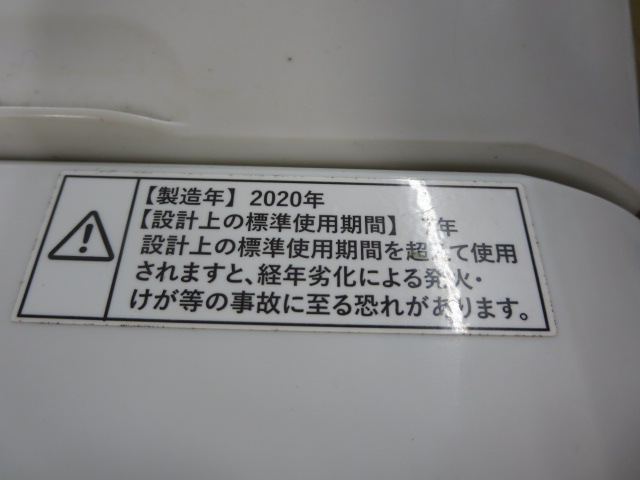 【製造年】 2020年
【設計上の標準使用期間】 7年
設計上の標準使用期間を超えて使用
されますと、経年劣化による発火・
けが等の事故に至る恐れがあります。